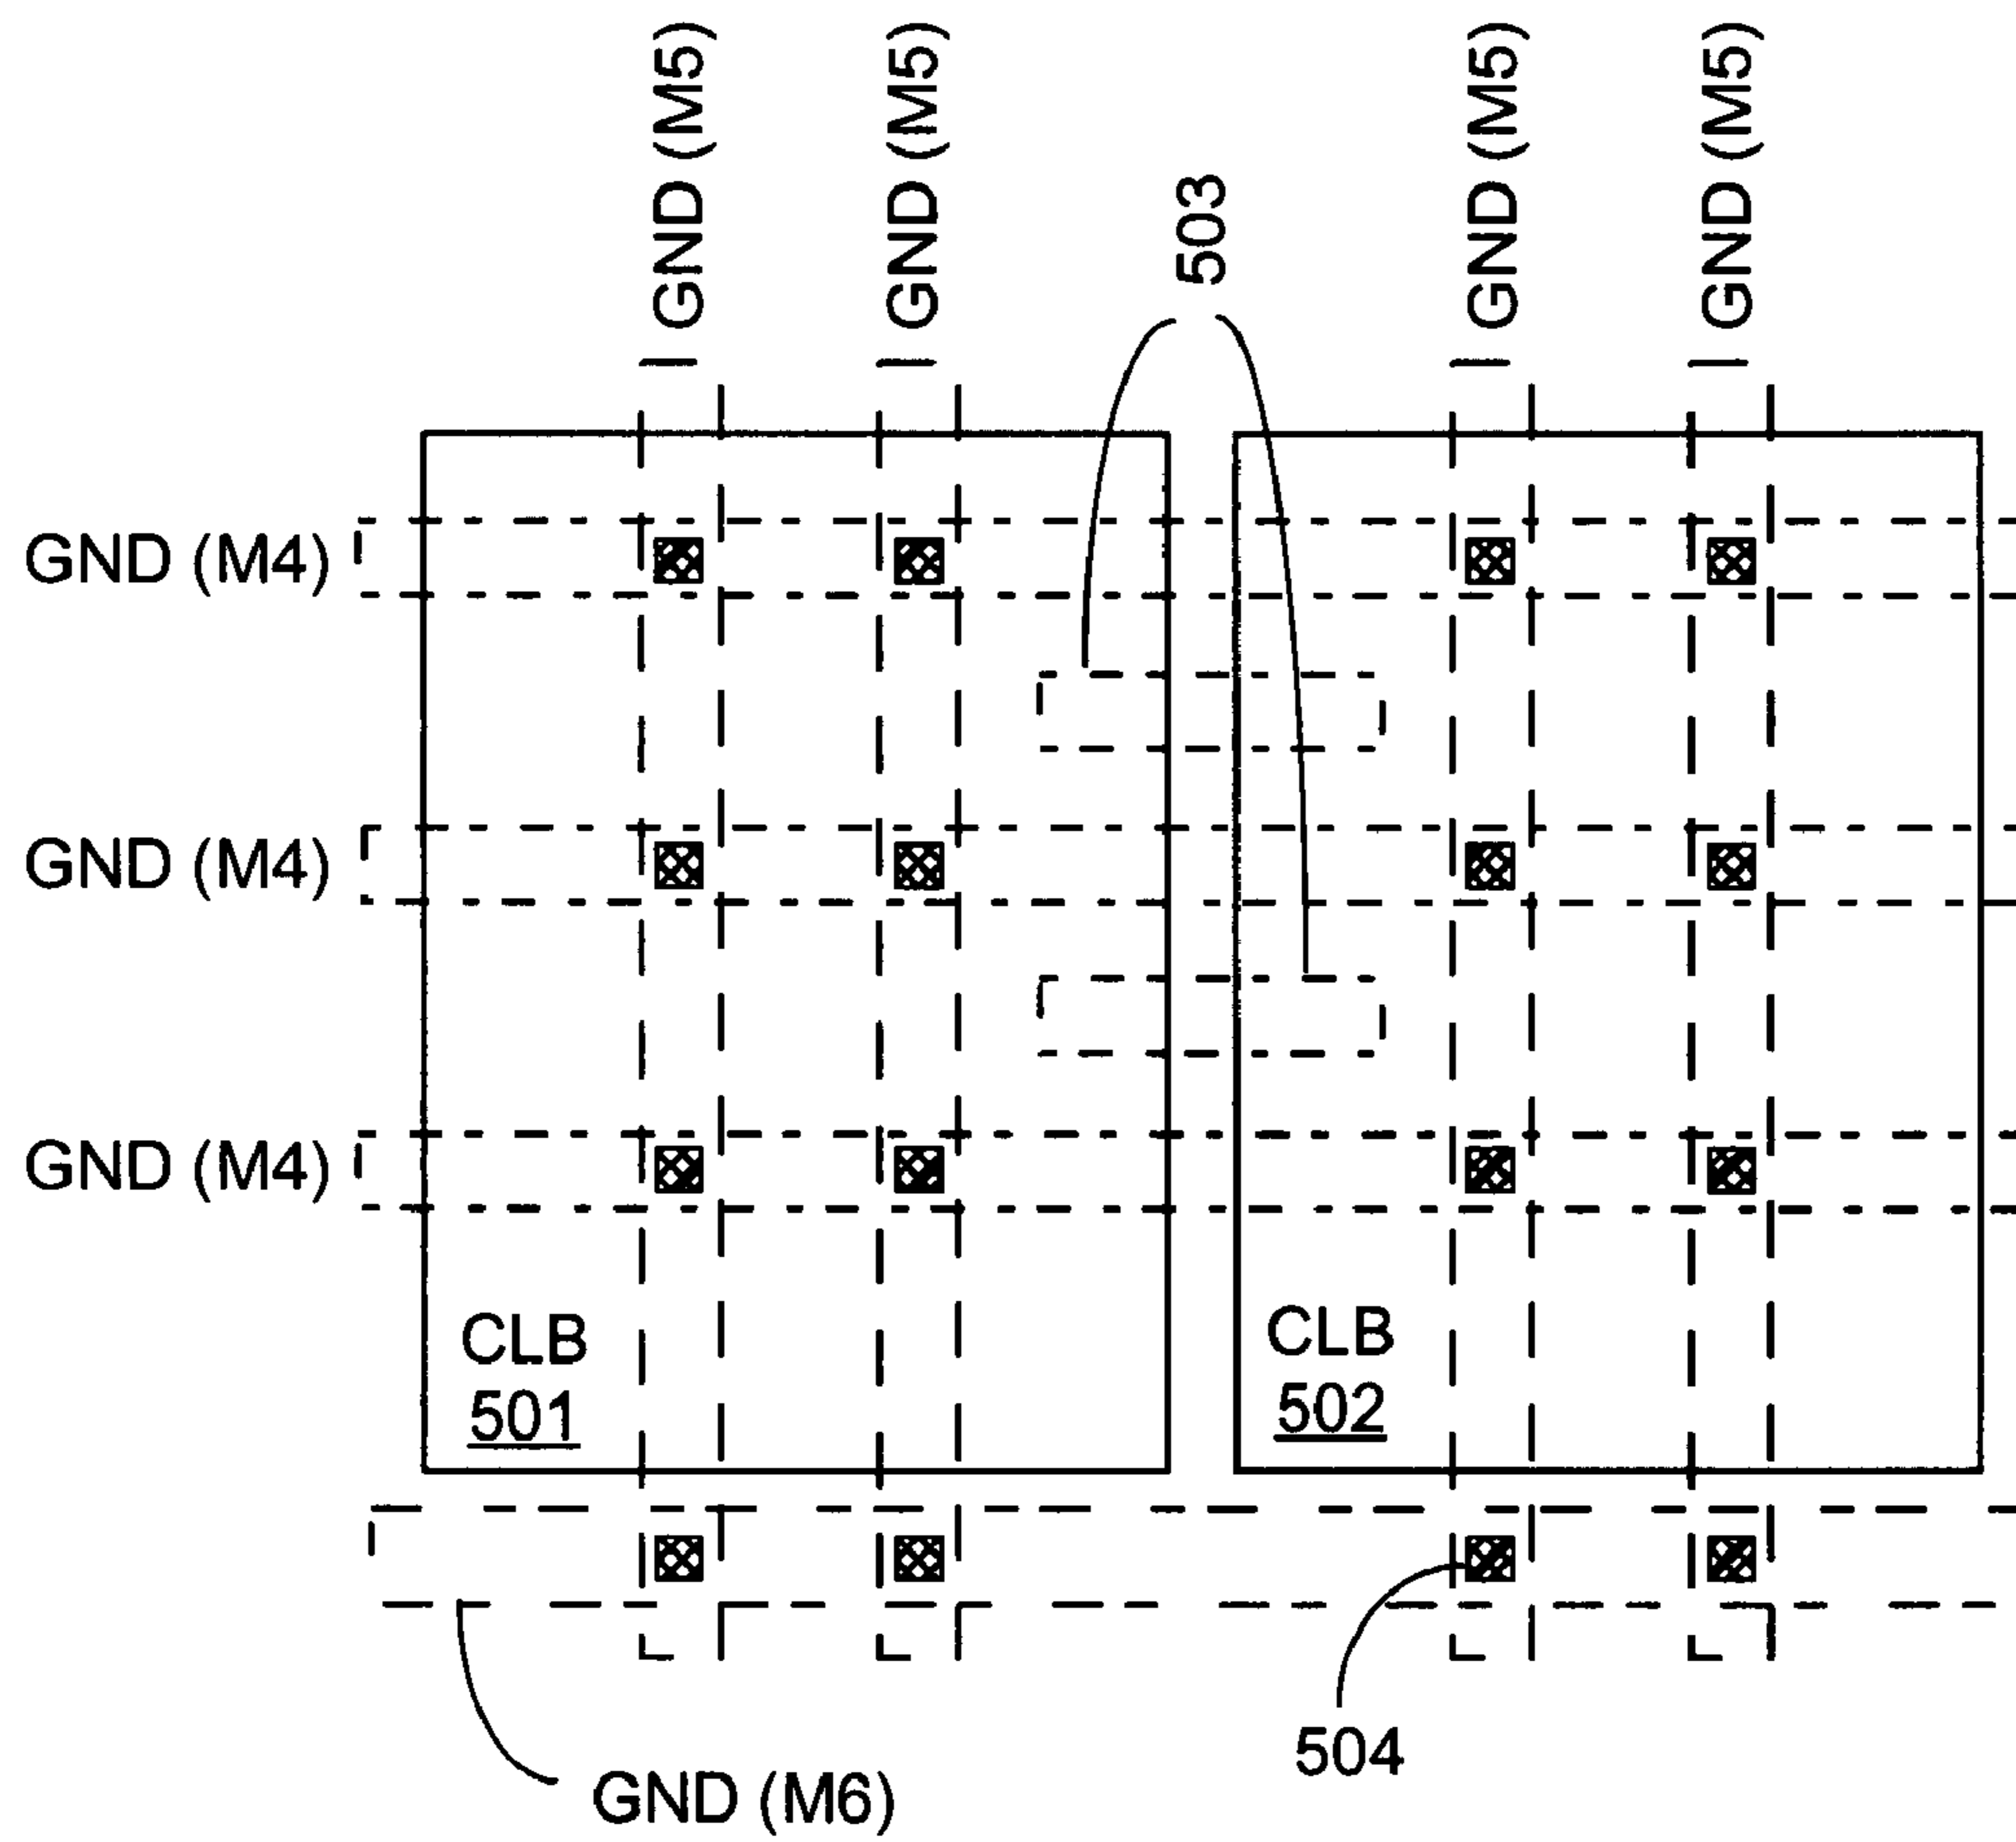 GND (M5)
GND (M5)
GND (M5)
GND (M5)
503
GND (M4)
GND (M4)
GND (M4)
CLB
501
CLB
502
504
GND (M6)